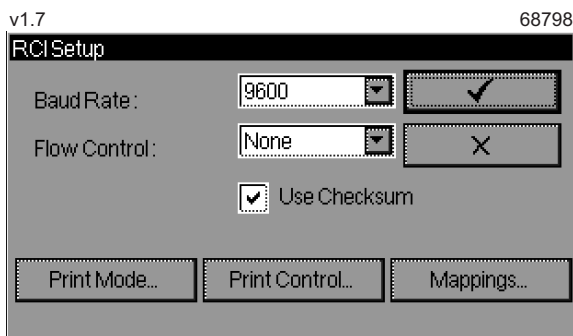 v1.7 68798
RCI Setup
Baud Rate: 9600
Flow Control: None
Use Checksum
Print Mode... Print Control... Mappings...